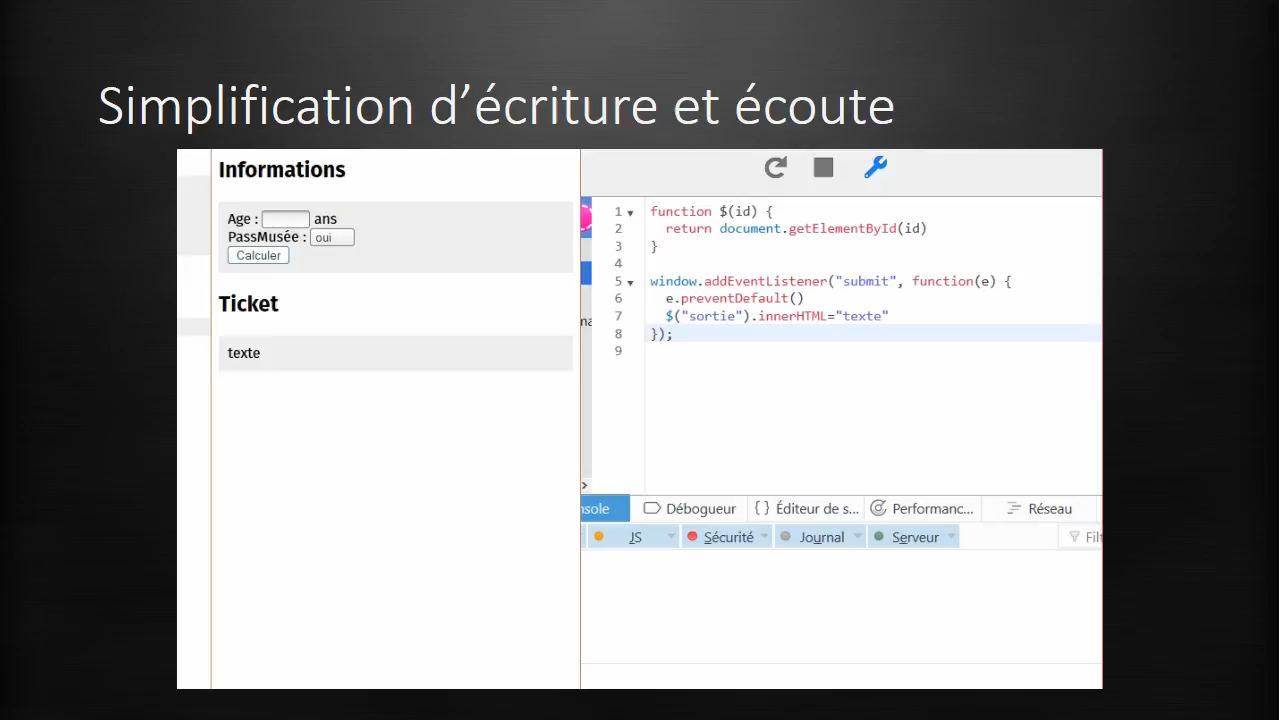 Simplification d’écriture et écoute
Informations
Age : ans
PassMusée : oui
Calculer
Ticket
texte
1 function $(id) {
2 return document.getElementById(id)
3 }
4
5 window.addEventListener("submit", function(e) {
6 e.preventDefault()
7 $("sortie").innerHTML="texte"
8 });
9
nsole Débogueur { } Éditeur de s... Performanc... Réseau
JS Sécurité Journal Serveur Filt